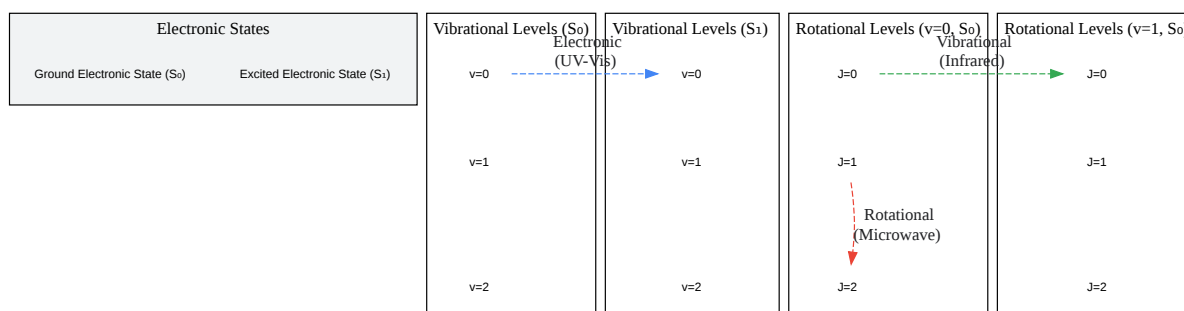 Electronic States
Ground Electronic State (S₀)
Excited Electronic State (S₁)
Vibrational Levels (S₀)
v=0
v=1
v=2
Electronic
(UV-Vis)
Vibrational Levels (S₁)
v=0
v=1
v=2
Rotational Levels (v=0, S₀)
J=0
J=1
J=2
Rotational
(Microwave)
Vibrational
(Infrared)
Rotational Levels (v=1, S₀)
J=0
J=1
J=2